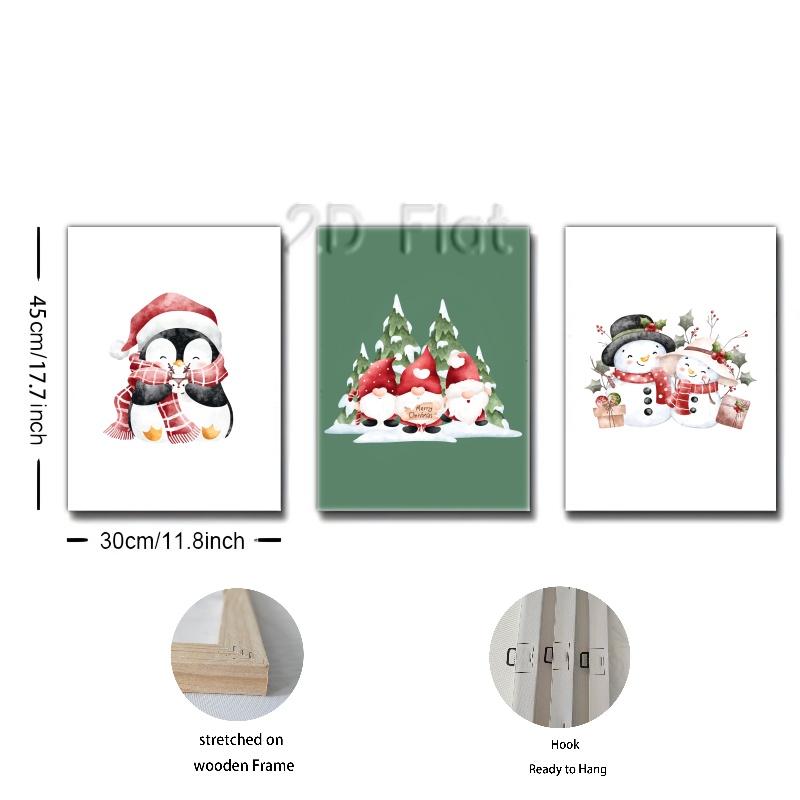 2D Flat
45cm/17.7inch
Merry
Christmas
30cm/11.8inch
stretched on
wooden Frame
Hook
Ready to Hang